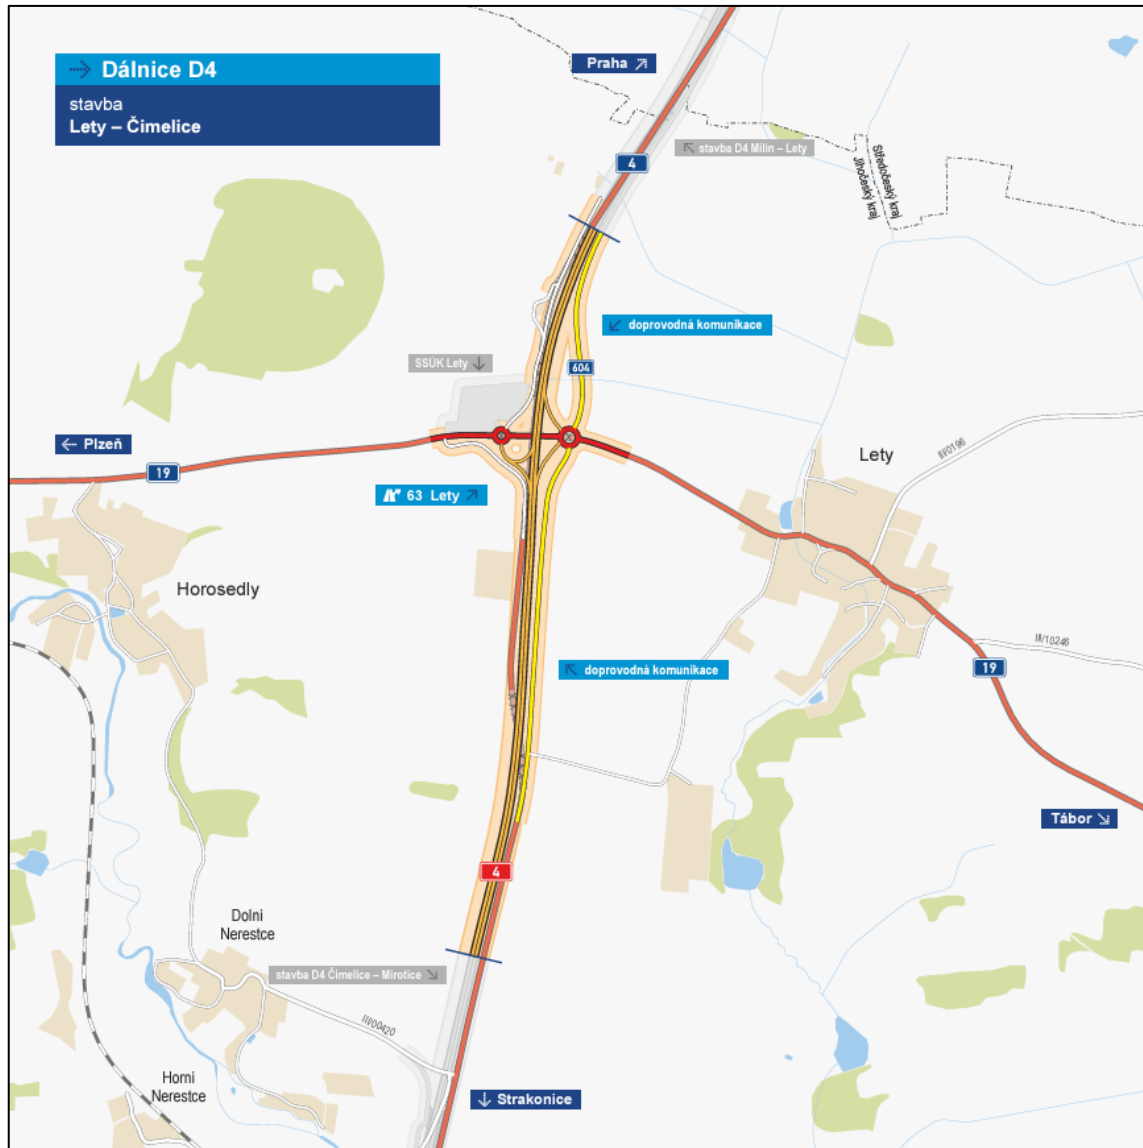 Dálnice D4
stavba
Lety – Čimelice
Praha
4
stavba D4 Milín – Lety
Středočeský kraj
Jihočeský kraj
doprovodná komunikace
SSÚK Lety
604
Plzeň
19
63 Lety
Lety
III/0196
Horosedly
doprovodná komunikace
III/10246
19
Tábor
4
Dolní
Nerestce
stavba D4 Čimelice – Mirotice
III/00420
Horní
Nerestce
Strakonice